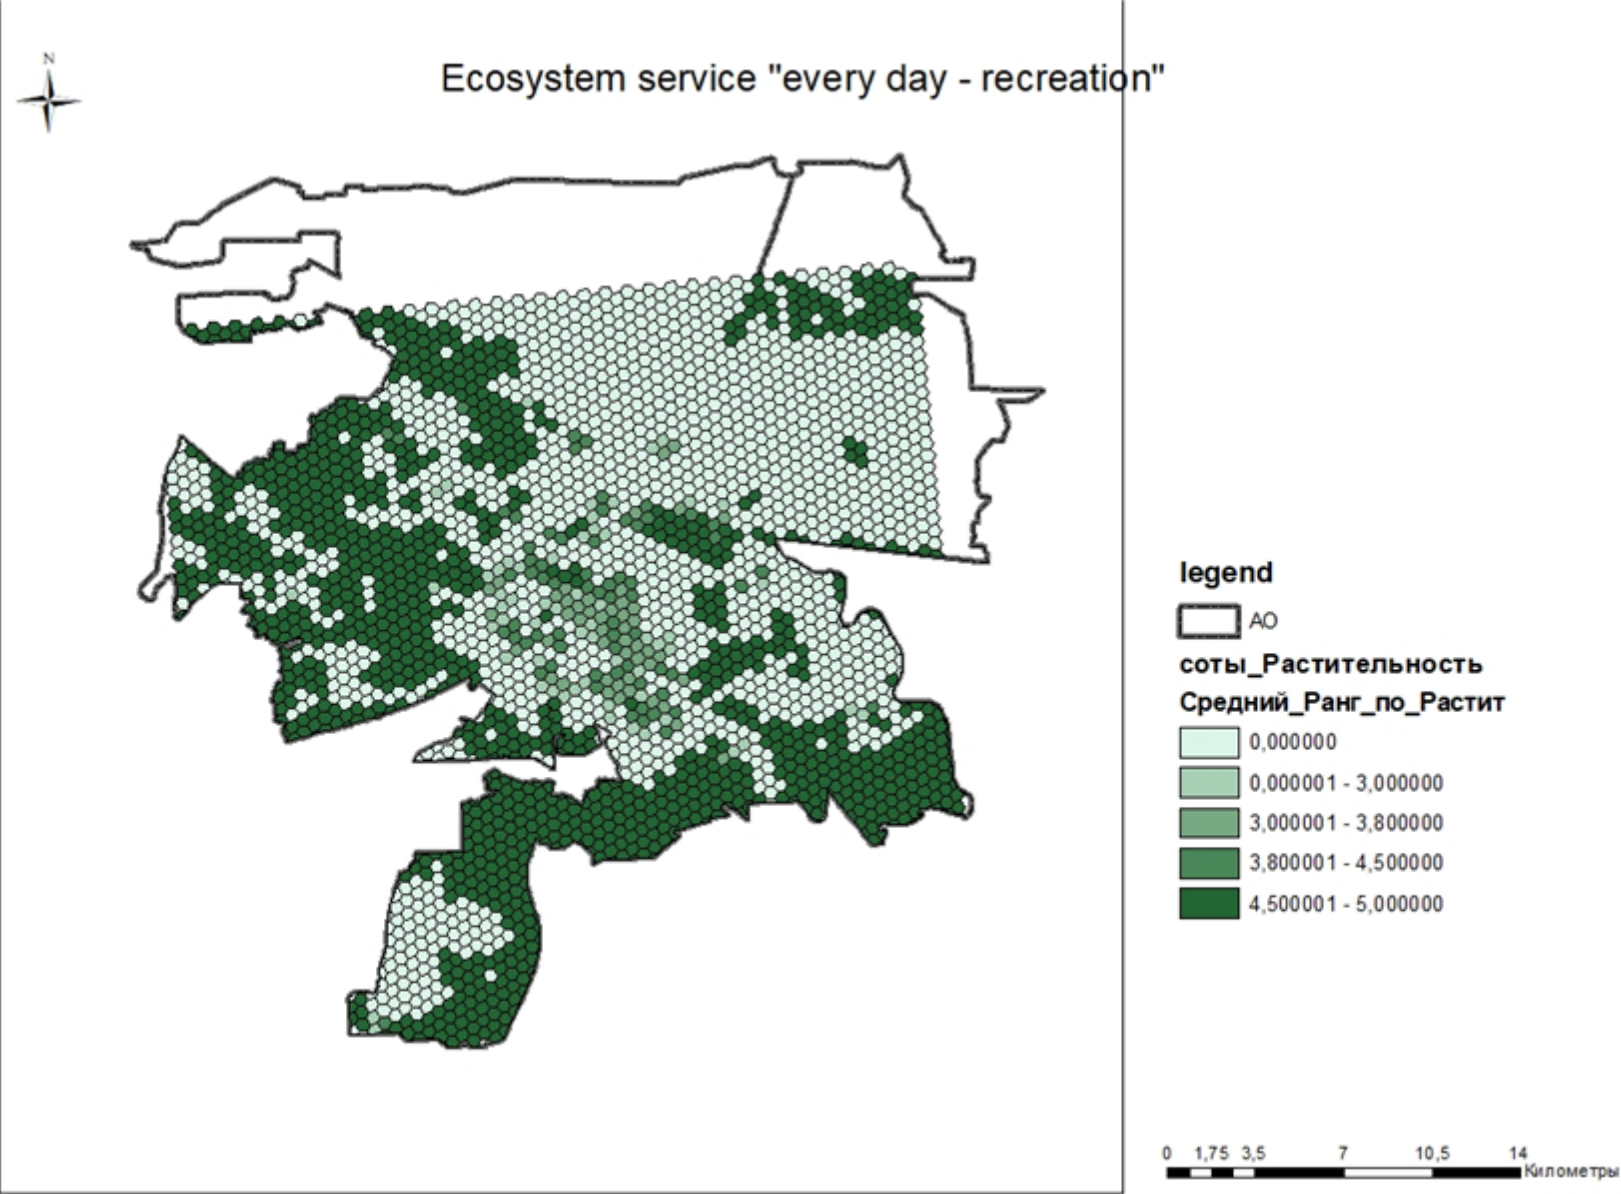 N
Ecosystem service "every day - recreation"
legend
АО
соты_Растительность
Средний_Ранг_по_Растит
0,000000
0,000001 - 3,000000
3,000001 - 3,800000
3,800001 - 4,500000
4,500001 - 5,000000
0 1,75 3,5 7 10,5 14
Километры